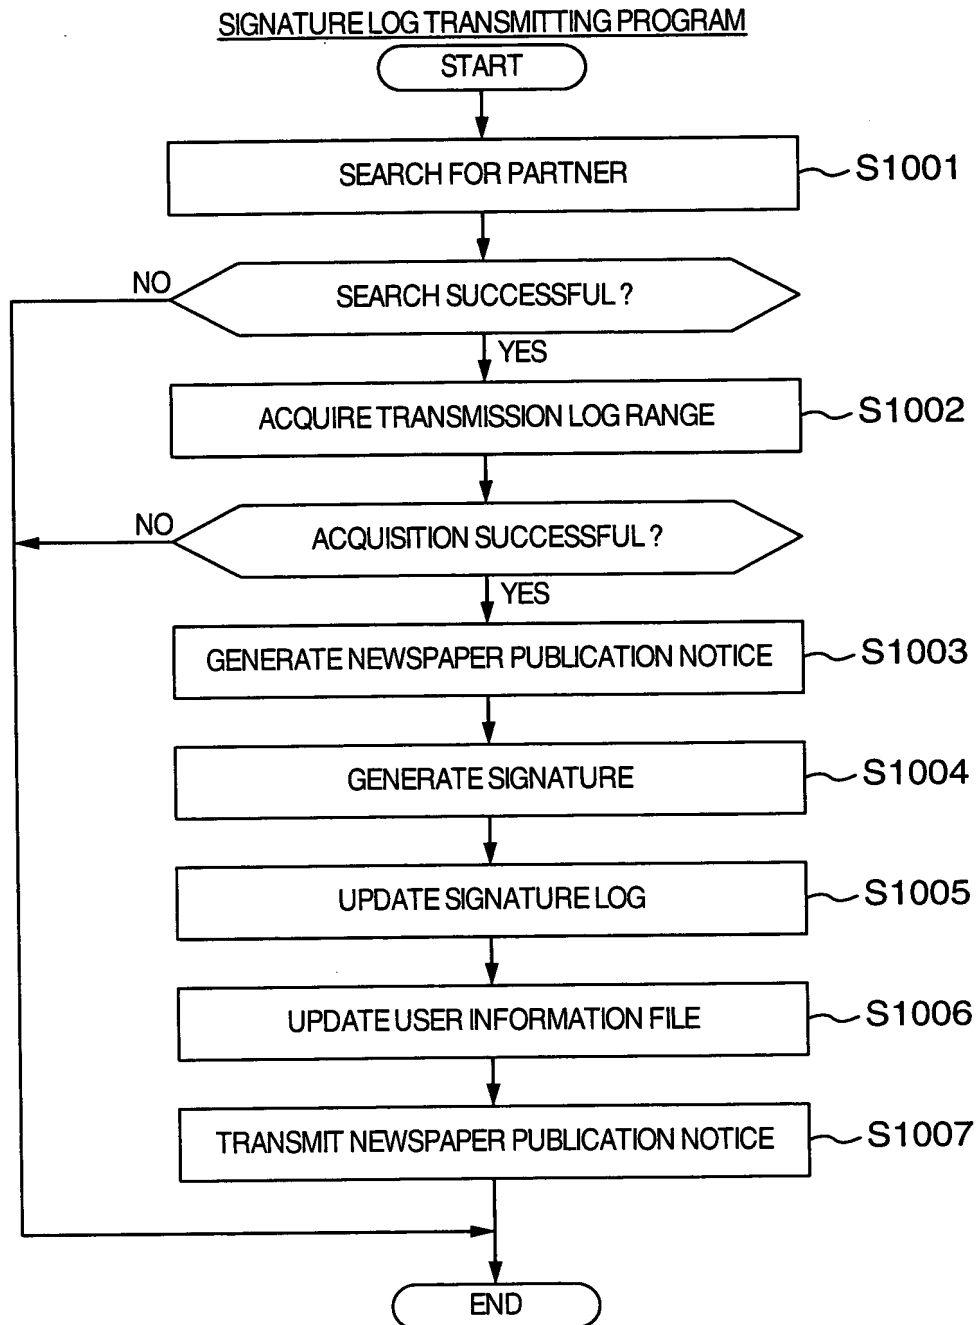 SIGNATURE LOG TRANSMITTING PROGRAM
START
SEARCH FOR PARTNER
S1001
NO
SEARCH SUCCESSFUL ?
YES
ACQUIRE TRANSMISSION LOG RANGE
S1002
NO
ACQUISITION SUCCESSFUL ?
YES
GENERATE NEWSPAPER PUBLICATION NOTICE
S1003
GENERATE SIGNATURE
S1004
UPDATE SIGNATURE LOG
S1005
UPDATE USER INFORMATION FILE
S1006
TRANSMIT NEWSPAPER PUBLICATION NOTICE
S1007
END